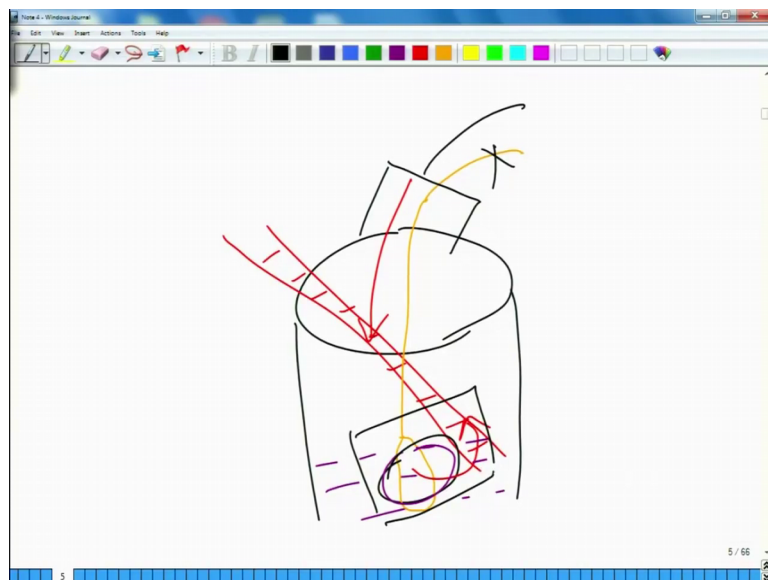 Note 4 - Windows Journal
File Edit View Insert Actions Tools Help
B I
5 / 66
5